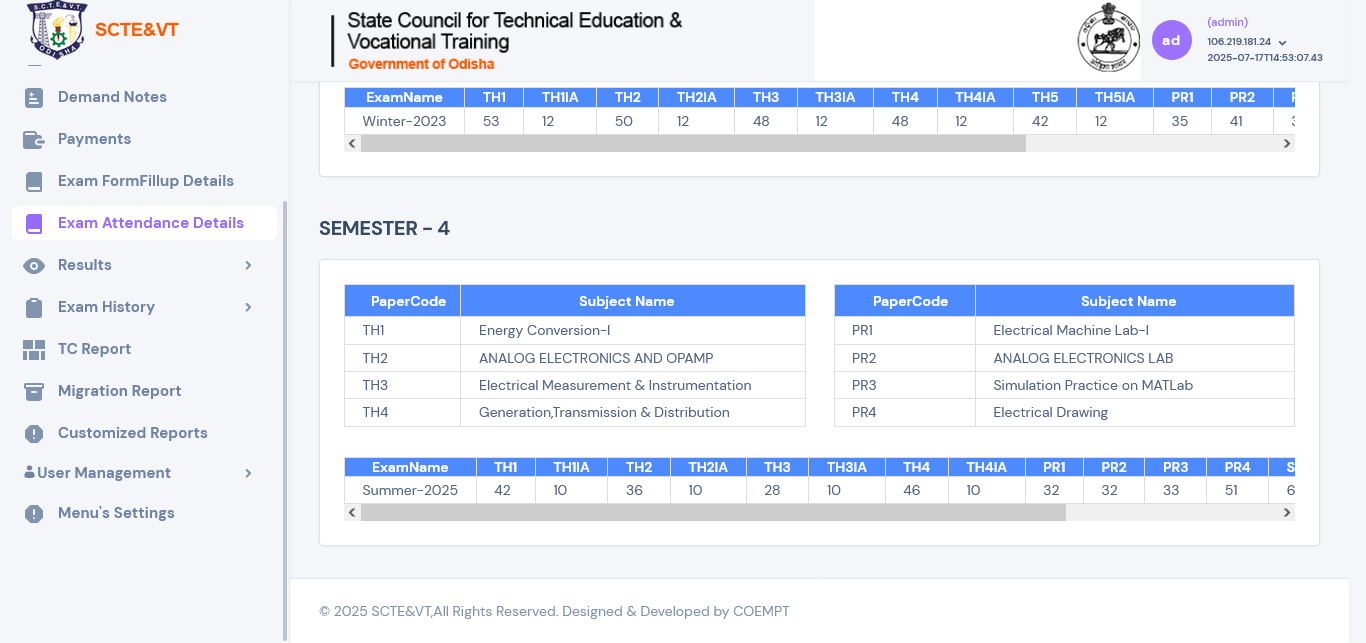 S.C.T.E. & V.T.
ODISHA
SCTE&VT
State Council for Technical Education &
Vocational Training
Government of Odisha
ad
(admin)
106.219.181.24
2025-07-17T14:53:07.43
Demand Notes
Payments
Exam FormFillup Details
Exam Attendance Details
Results
Exam History
TC Report
Migration Report
Customized Reports
User Management
Menu's Settings
ExamName TH1 TH1IA TH2 TH2IA TH3 TH3IA TH4 TH4IA TH5 TH5IA PR1 PR2
Winter-2023 53 12 50 12 48 12 48 12 42 12 35 41
SEMESTER - 4
PaperCode Subject Name
TH1 Energy Conversion-I
TH2 ANALOG ELECTRONICS AND OPAMP
TH3 Electrical Measurement & Instrumentation
TH4 Generation,Transmission & Distribution
PaperCode Subject Name
PR1 Electrical Machine Lab-I
PR2 ANALOG ELECTRONICS LAB
PR3 Simulation Practice on MATLab
PR4 Electrical Drawing
ExamName TH1 TH1IA TH2 TH2IA TH3 TH3IA TH4 TH4IA PR1 PR2 PR3 PR4 S
Summer-2025 42 10 36 10 28 10 46 10 32 32 33 51 6
© 2025 SCTE&VT,All Rights Reserved. Designed & Developed by COEMPT